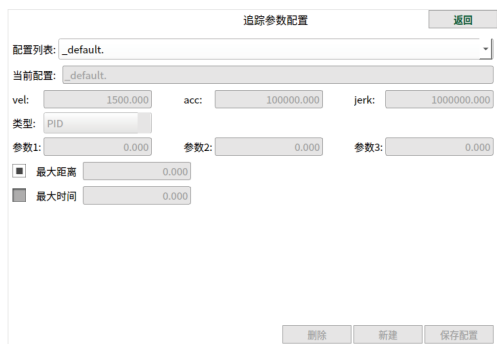 追踪参数配置 返回
配置列表: _default.
当前配置: _default.
vel: 1500.000 acc: 100000.000 jerk: 1000000.000
类型: PID
参数1: 0.000 参数2: 0.000 参数3: 0.000
最大距离 0.000
最大时间 0.000
删除 新建 保存配置